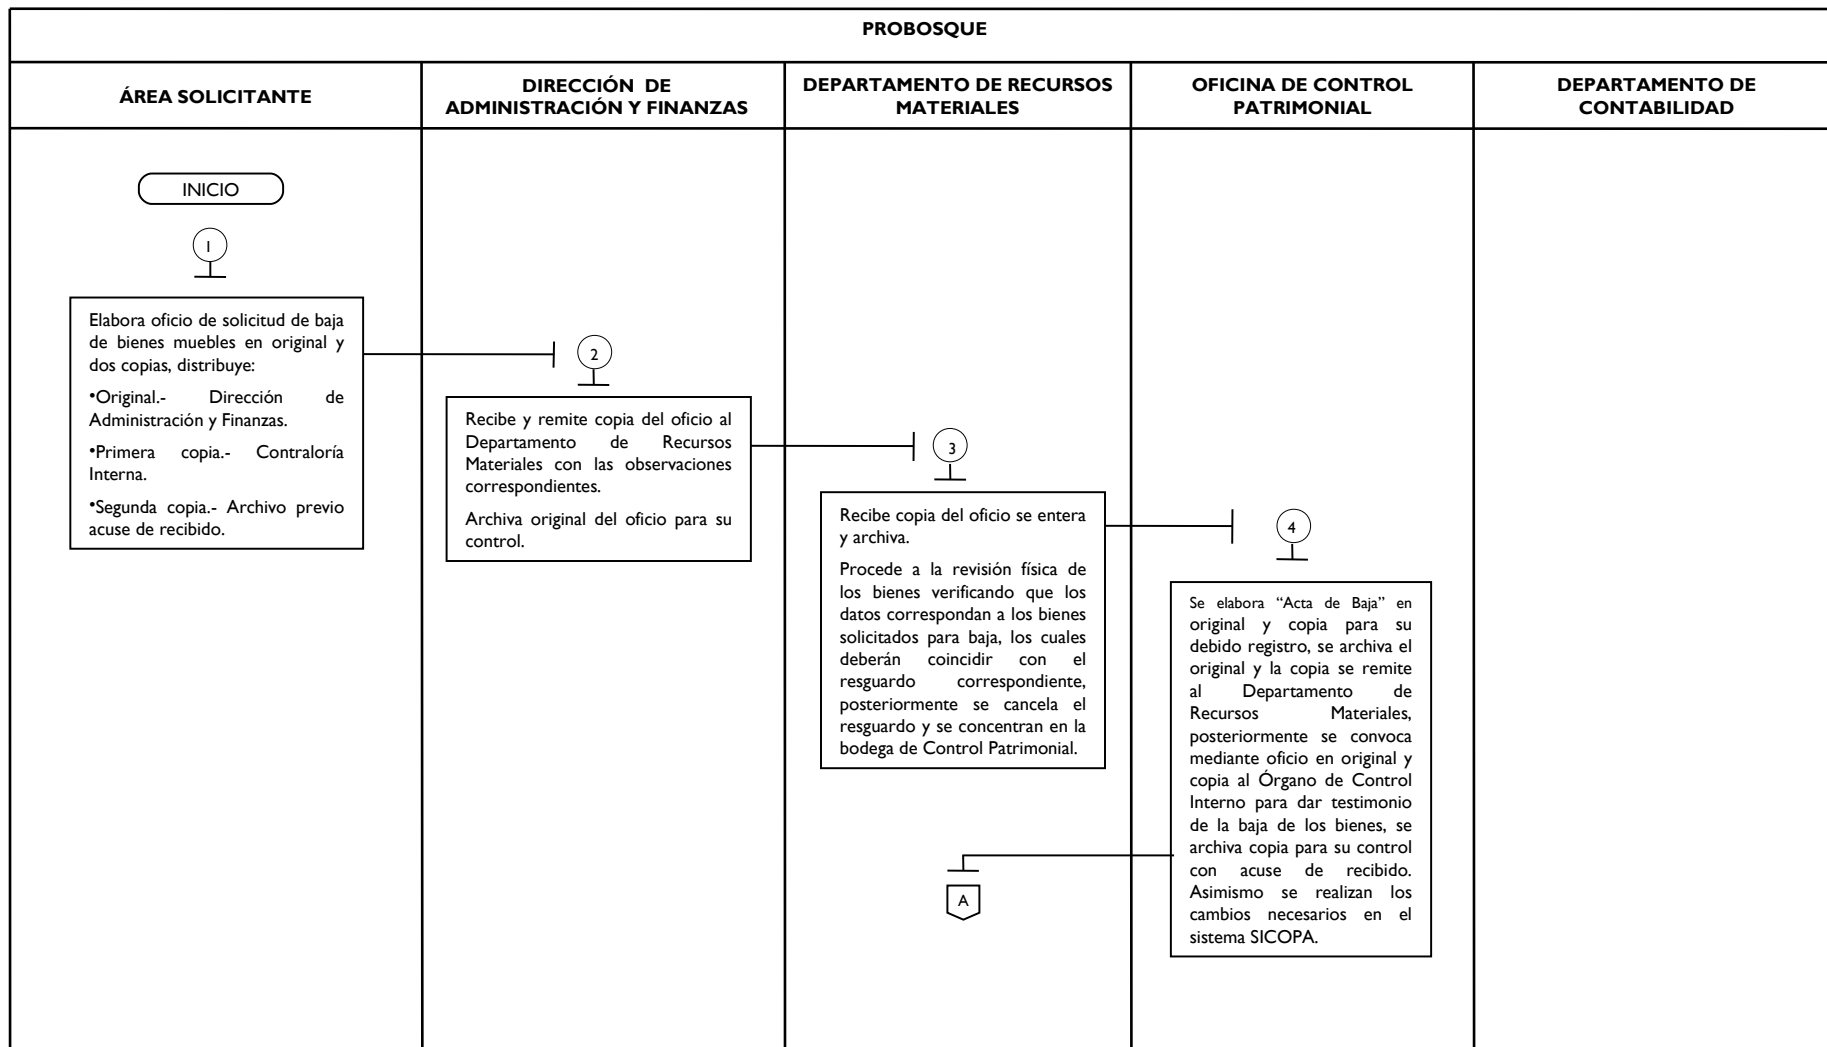 PROBOSQUE
ÁREA SOLICITANTE
DIRECCIÓN DE
ADMINISTRACIÓN Y FINANZAS
DEPARTAMENTO DE RECURSOS
MATERIALES
OFICINA DE CONTROL
PATRIMONIAL
DEPARTAMENTO DE
CONTABILIDAD
INICIO
1
Elabora oficio de solicitud de baja
de bienes muebles en original y
dos copias, distribuye:
•Original.- Dirección de
Administración y Finanzas.
•Primera copia.- Contraloría
Interna.
•Segunda copia.- Archivo previo
acuse de recibido.
2
Recibe y remite copia del oficio al
Departamento de Recursos
Materiales con las observaciones
correspondientes.
Archiva original del oficio para su
control.
3
Recibe copia del oficio se entera
y archiva.
Procede a la revisión física de
los bienes verificando que los
datos correspondan a los bienes
solicitados para baja, los cuales
deberán coincidir con el
resguardo correspondiente,
posteriormente se cancela el
resguardo y se concentran en la
bodega de Control Patrimonial.
4
Se elabora “Acta de Baja” en
original y copia para su
debido registro, se archiva el
original y la copia se remite
al Departamento de
Recursos Materiales,
posteriormente se convoca
mediante oficio en original y
copia al Órgano de Control
Interno para dar testimonio
de la baja de los bienes, se
archiva copia para su control
con acuse de recibido.
Asimismo se realizan los
cambios necesarios en el
sistema SICOPA.
A